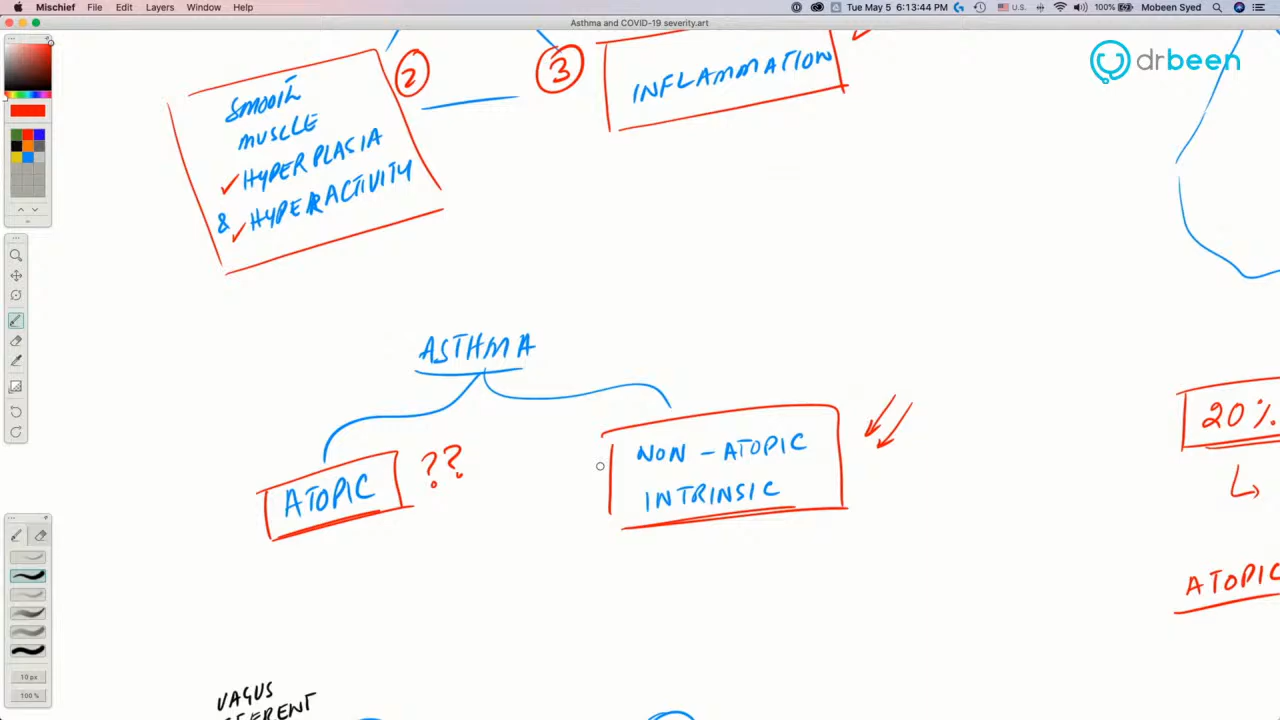 Mischief File Edit Layers Window Help
U.S. 100% Tue May 5 6:13:44 PM Mobeen Syed
Asthma and COVID-19 severity.art
drbeen
2
3
SMOOTH
MUSCLE
HYPERPLASIA
& HYPERACTIVITY
INFLAMMATION
ASTHMA
ATOPIC ??
NON-ATOPIC
INTRINSIC
20%
ATOPIC
VAGUS
10 px
100 %